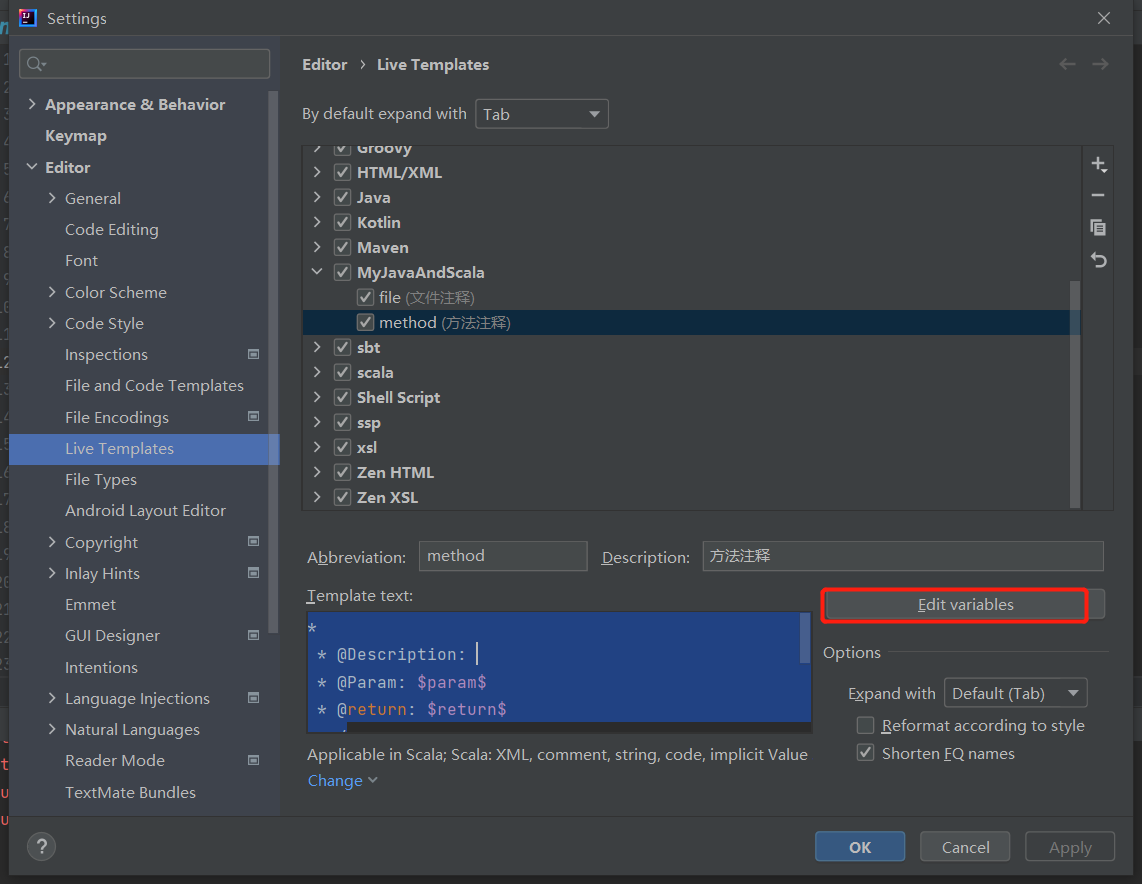 Settings
Editor › Live Templates
Appearance & Behavior
Keymap
Editor
General
Code Editing
Font
Color Scheme
Code Style
Inspections
File and Code Templates
File Encodings
Live Templates
File Types
Android Layout Editor
Copyright
Inlay Hints
Emmet
GUI Designer
Intentions
Language Injections
Natural Languages
Reader Mode
TextMate Bundles
By default expand with Tab
Groovy
HTML/XML
Java
Kotlin
Maven
MyJavaAndScala
file (文件注释)
method (方法注释)
sbt
scala
Shell Script
ssp
xsl
Zen HTML
Zen XSL
Abbreviation: method Description: 方法注释
Template text:
*
* @Description:
* @Param: $param$
* @return: $return$
Edit variables
Options
Expand with Default (Tab)
Reformat according to style
Shorten FQ names
Applicable in Scala; Scala: XML, comment, string, code, implicit Value
Change
? OK Cancel Apply